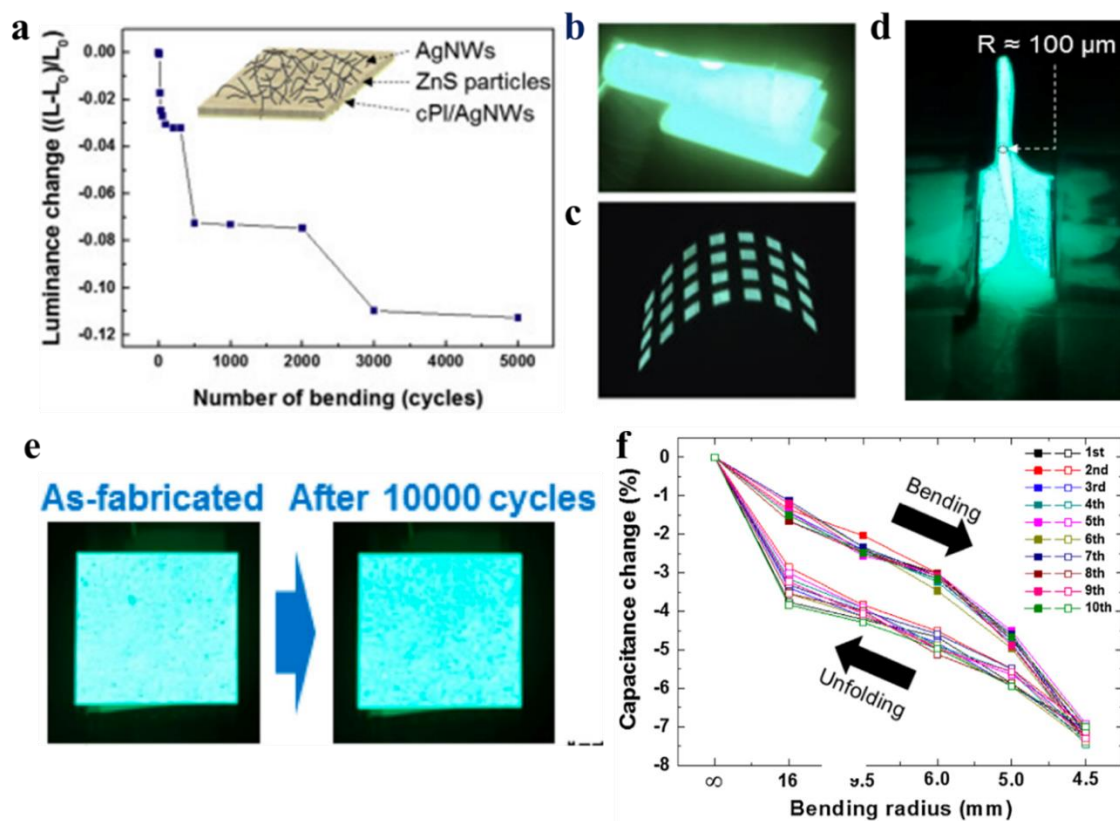 a
Luminance change ((L-L₀)/L₀)
0.00
-0.02
-0.04
-0.06
-0.08
-0.10
-0.12
AgNWs
ZnS particles
cPI/AgNWs
0
1000
2000
3000
4000
5000
Number of bending (cycles)
b
c
d
R ≈ 100 μm
e
As-fabricated
After 10000 cycles
f
Capacitance change (%)
0
-1
-2
-3
-4
-5
-6
-7
-8
Bending
Unfolding
1st
2nd
3rd
4th
5th
6th
7th
8th
9th
10th
∞
16
9.5
6.0
5.0
4.5
Bending radius (mm)